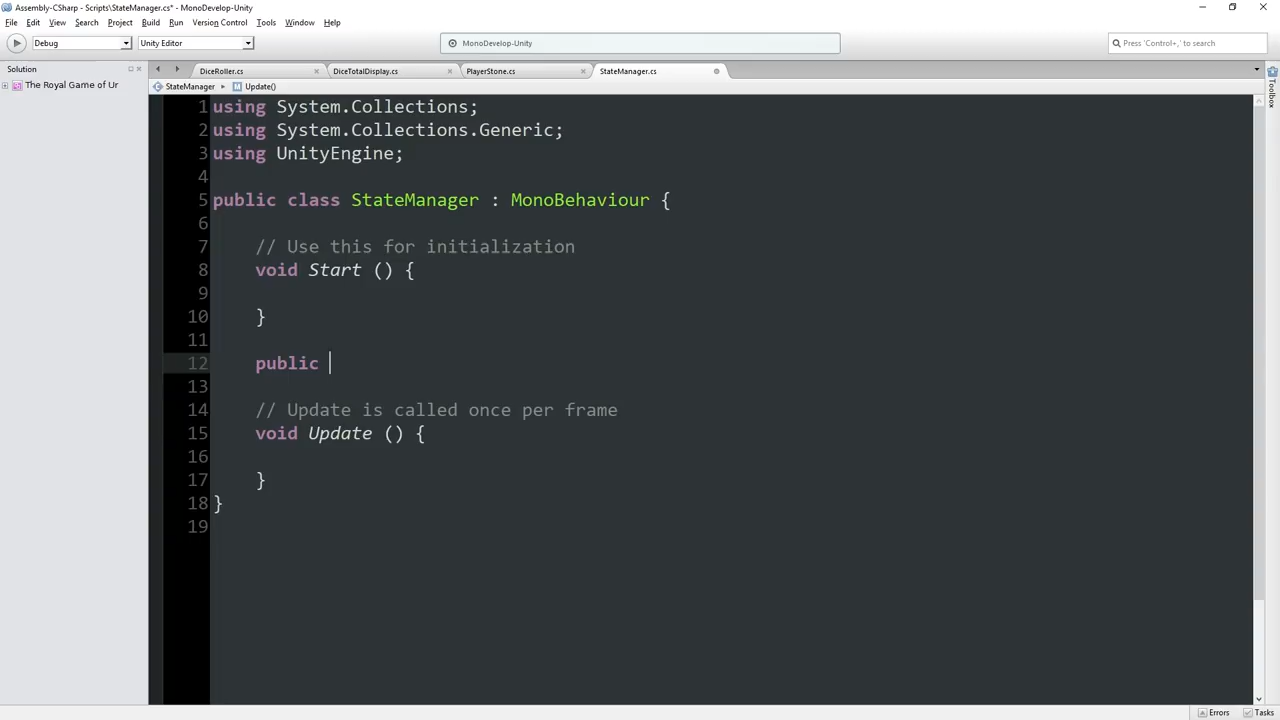 Assembly-CSharp - Scripts\StateManager.cs* - MonoDevelop-Unity
File Edit View Search Project Build Run Version Control Tools Window Help
Debug Unity Editor MonoDevelop-Unity Press 'Control+,' to search
Solution DiceRoller.cs DiceTotalDisplay.cs PlayerStone.cs StateManager.cs
The Royal Game of Ur StateManager Update()
Toolbox
1 using System.Collections;
2 using System.Collections.Generic;
3 using UnityEngine;
4
5 public class StateManager : MonoBehaviour {
6
7 // Use this for initialization
8 void Start () {
9
10 }
11
12 public
13
14 // Update is called once per frame
15 void Update () {
16
17 }
18 }
19
Errors Tasks